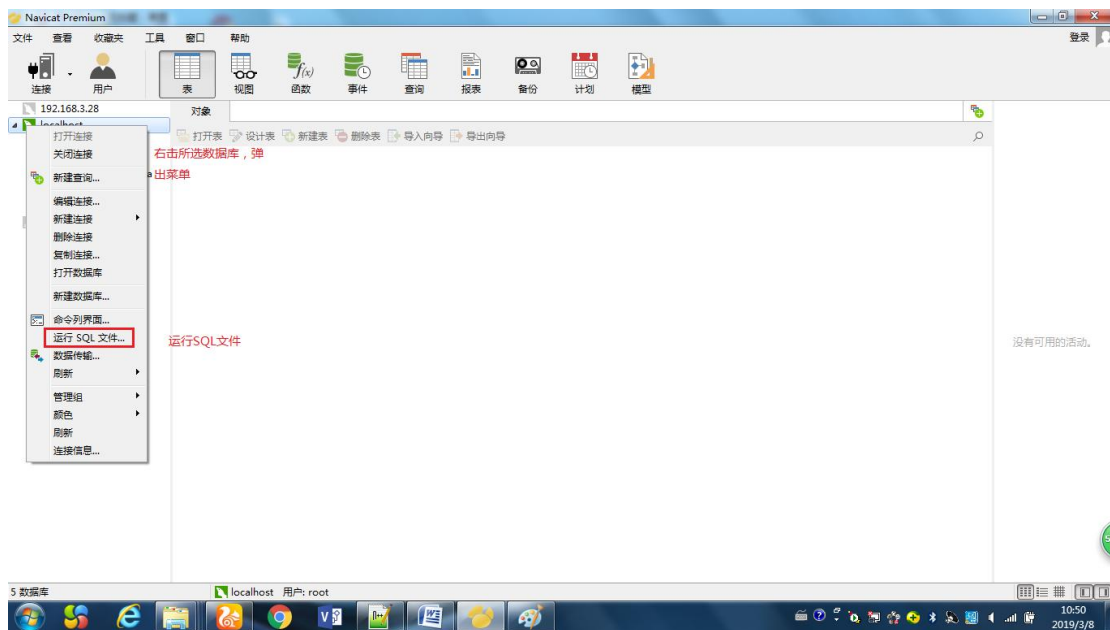 Navicat Premium
文件 查看 收藏夹 工具 窗口 帮助 登录
f(x)
连接 用户 表 视图 函数 事件 查询 报表 备份 计划 模型
192.168.3.28 对象
localhost
打开连接 打开表 设计表 新建表 删除表 导入向导 导出向导
关闭连接 右击所选数据库，弹
新建查询... 出菜单
编辑连接...
新建连接
删除连接
复制连接...
打开数据库
新建数据库...
命令列界面...
运行 SQL 文件... 运行SQL文件 没有可用的活动。
数据传输...
刷新
管理组
颜色
刷新
连接信息...
5 数据库 localhost 用户: root
10:50
2019/3/8